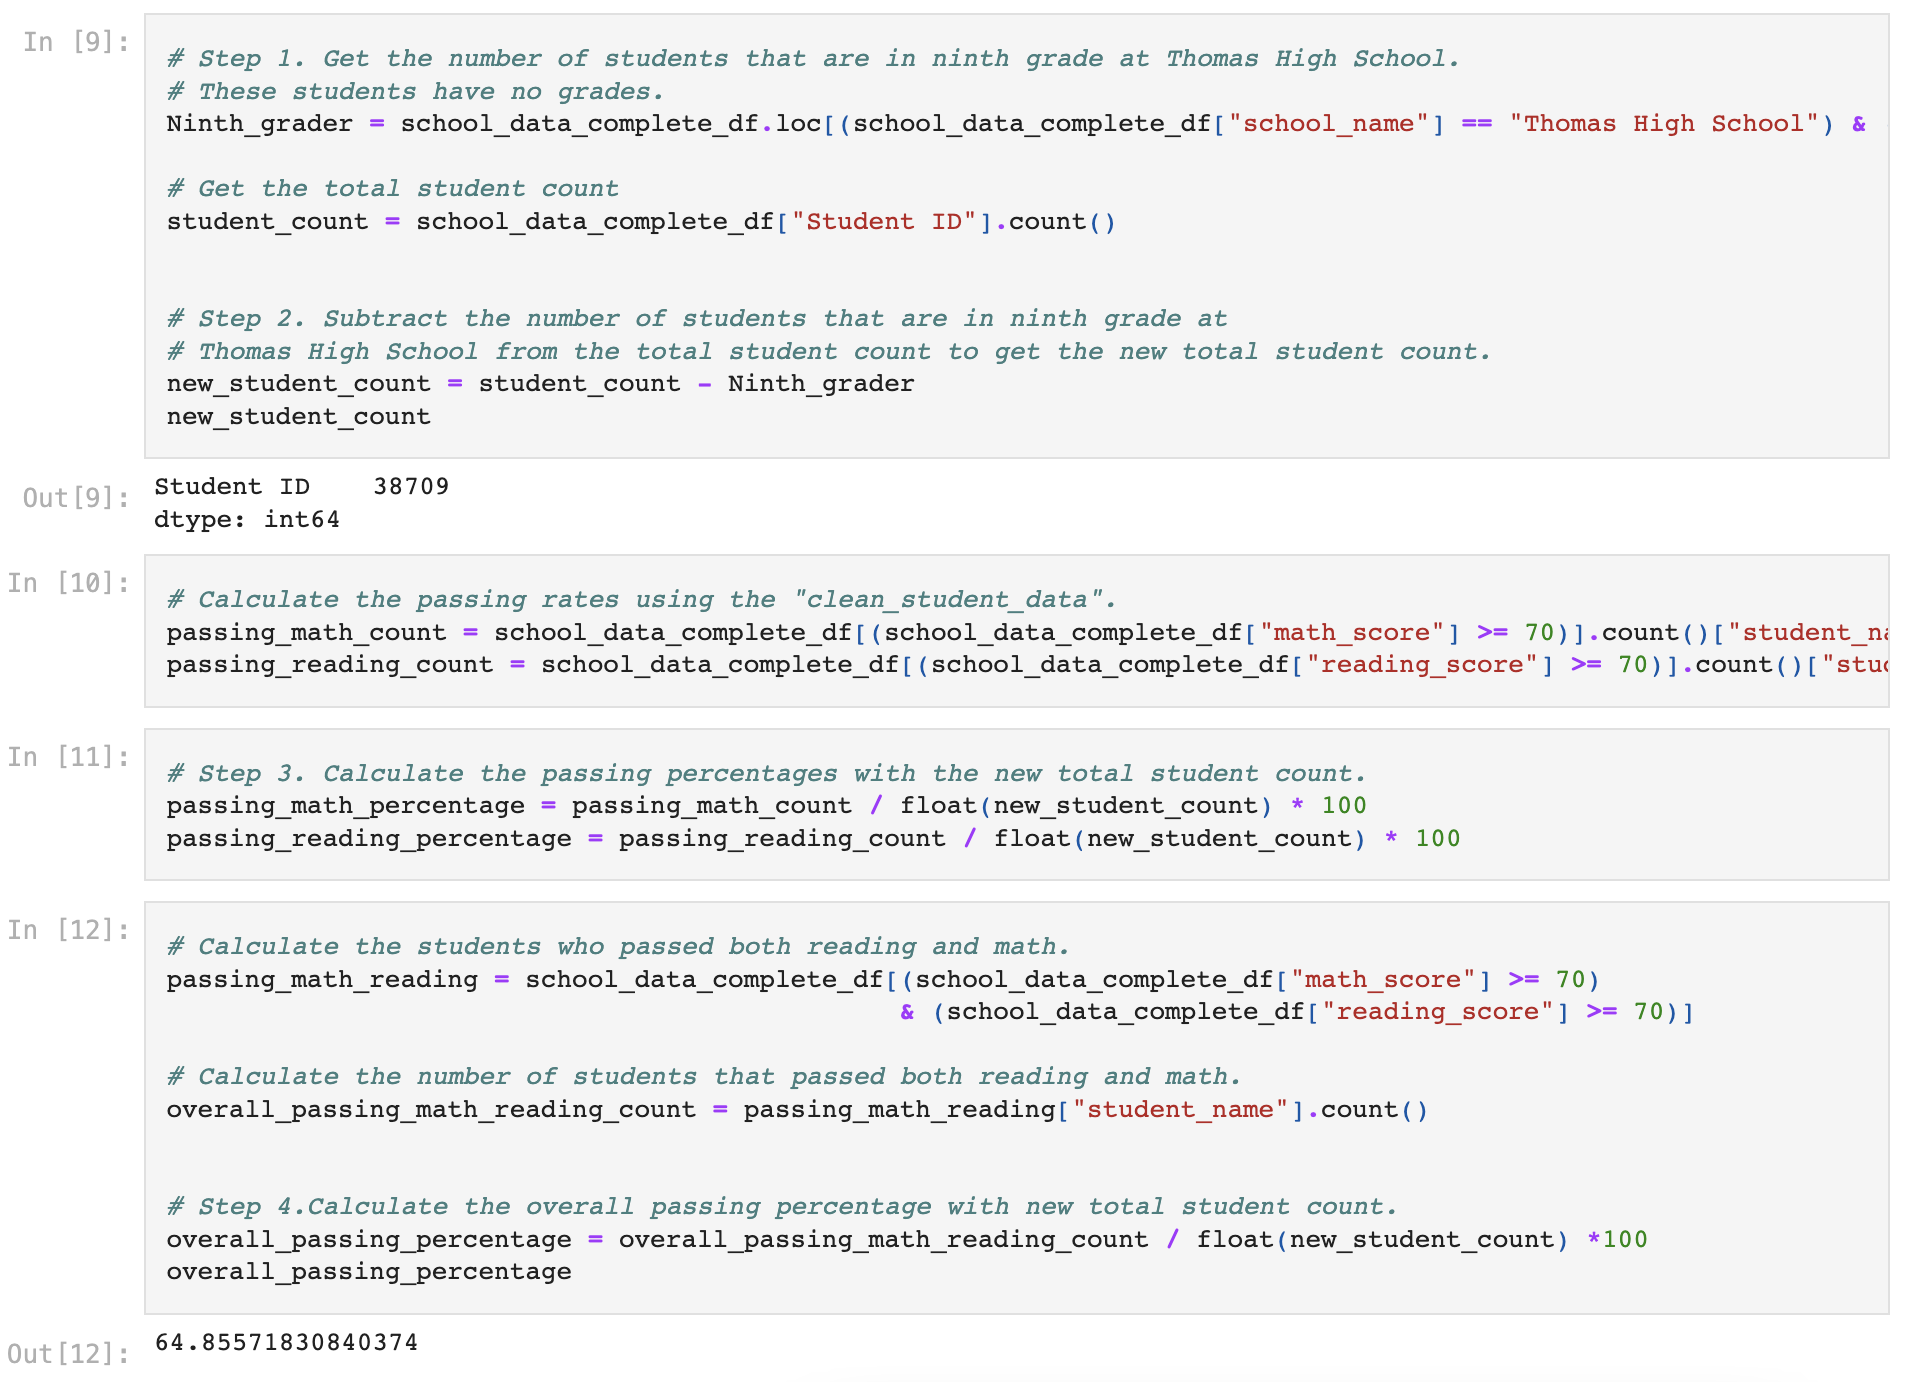 In [9]:
# Step 1. Get the number of students that are in ninth grade at Thomas High School.
# These students have no grades.
Ninth_grader = school_data_complete_df.loc[(school_data_complete_df["school_name"] == "Thomas High School") &
# Get the total student count
student_count = school_data_complete_df["Student ID"].count()
# Step 2. Subtract the number of students that are in ninth grade at
# Thomas High School from the total student count to get the new total student count.
new_student_count = student_count - Ninth_grader
new_student_count
Out[9]:
Student ID    38709
dtype: int64
In [10]:
# Calculate the passing rates using the "clean_student_data".
passing_math_count = school_data_complete_df[(school_data_complete_df["math_score"] >= 70)].count()["student_na
passing_reading_count = school_data_complete_df[(school_data_complete_df["reading_score"] >= 70)].count()["stud
In [11]:
# Step 3. Calculate the passing percentages with the new total student count.
passing_math_percentage = passing_math_count / float(new_student_count) * 100
passing_reading_percentage = passing_reading_count / float(new_student_count) * 100
In [12]:
# Calculate the students who passed both reading and math.
passing_math_reading = school_data_complete_df[(school_data_complete_df["math_score"] >= 70)
& (school_data_complete_df["reading_score"] >= 70)]
# Calculate the number of students that passed both reading and math.
overall_passing_math_reading_count = passing_math_reading["student_name"].count()
# Step 4.Calculate the overall passing percentage with new total student count.
overall_passing_percentage = overall_passing_math_reading_count / float(new_student_count) *100
overall_passing_percentage
Out[12]:
64.85571830840374